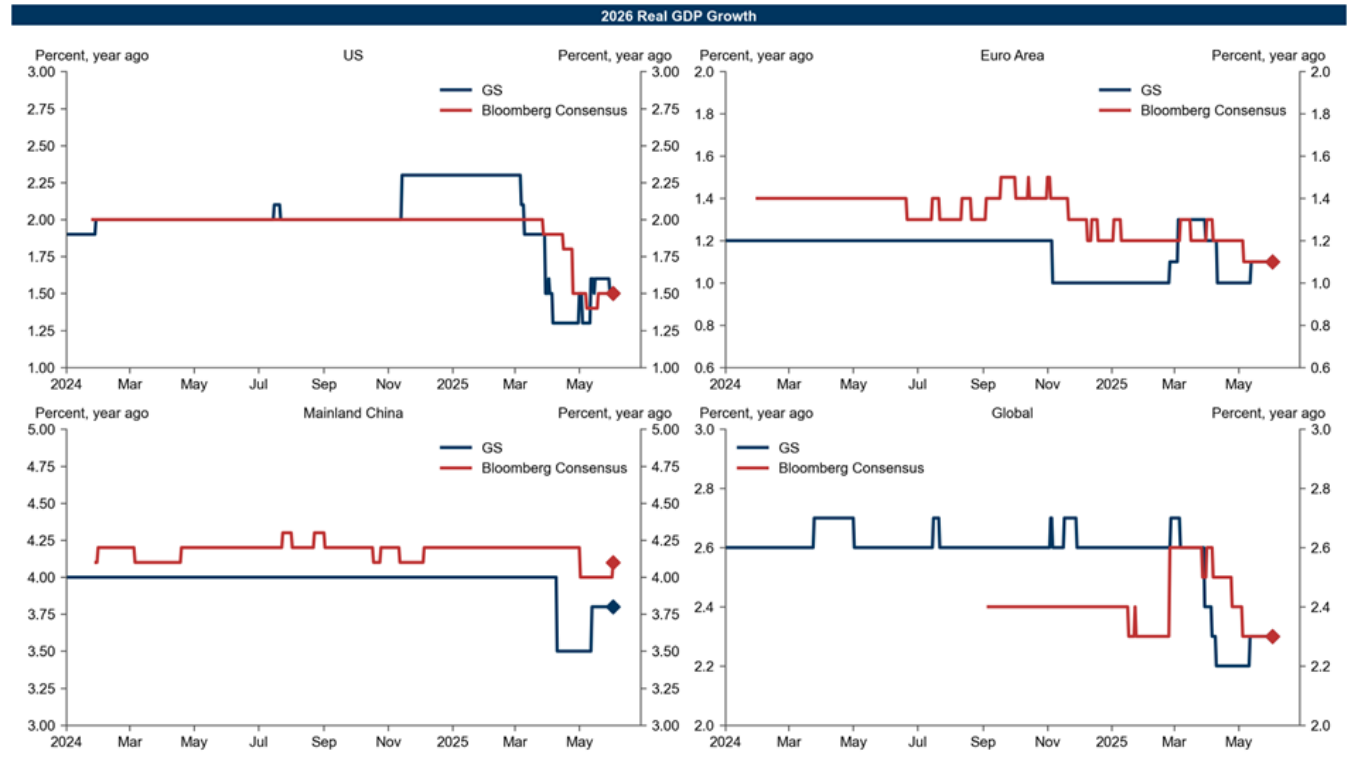 2026 Real GDP Growth
Percent, year ago US Percent, year ago
3.00 3.00
GS
2.75 2.75
Bloomberg Consensus
2.50 2.50
2.25 2.25
2.00 2.00
1.75 1.75
1.50 1.50
1.25 1.25
1.00 1.00
2024 Mar May Jul Sep Nov 2025 Mar May
Percent, year ago Euro Area Percent, year ago
2.0 2.0
GS
1.8 1.8
Bloomberg Consensus
1.6 1.6
1.4 1.4
1.2 1.2
1.0 1.0
0.8 0.8
0.6 0.6
2024 Mar May Jul Sep Nov 2025 Mar May
Percent, year ago Mainland China Percent, year ago
5.00 5.00
GS
4.75 4.75
Bloomberg Consensus
4.50 4.50
4.25 4.25
4.00 4.00
3.75 3.75
3.50 3.50
3.25 3.25
3.00 3.00
2024 Mar May Jul Sep Nov 2025 Mar May
Percent, year ago Global Percent, year ago
3.0 3.0
GS
Bloomberg Consensus
2.8 2.8
2.6 2.6
2.4 2.4
2.2 2.2
2.0 2.0
2024 Mar May Jul Sep Nov 2025 Mar May